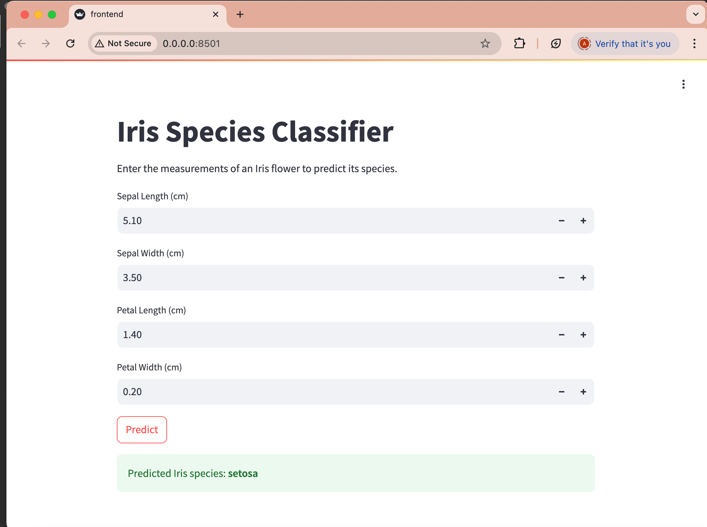 frontend
Not Secure 0.0.0.0:8501 Verify that it's you
Iris Species Classifier
Enter the measurements of an Iris flower to predict its species.
Sepal Length (cm)
5.10
Sepal Width (cm)
3.50
Petal Length (cm)
1.40
Petal Width (cm)
0.20
Predict
Predicted Iris species: setosa